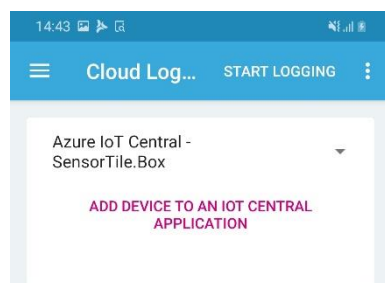 14:43
Cloud Log... START LOGGING
Azure IoT Central -
SensorTile.Box
ADD DEVICE TO AN IOT CENTRAL
APPLICATION